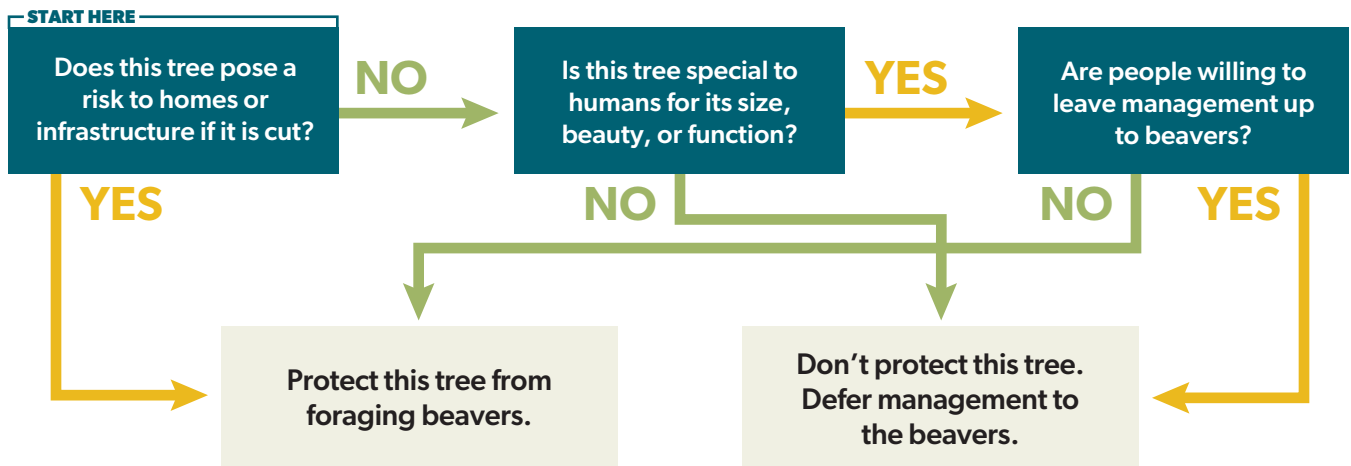 START HERE
Does this tree pose a
risk to homes or
infrastructure if it is cut?
NO
Is this tree special to
humans for its size,
beauty, or function?
YES
Are people willing to
leave management up
to beavers?
YES
NO
NO
YES
Protect this tree from
foraging beavers.
Don’t protect this tree.
Defer management to
the beavers.